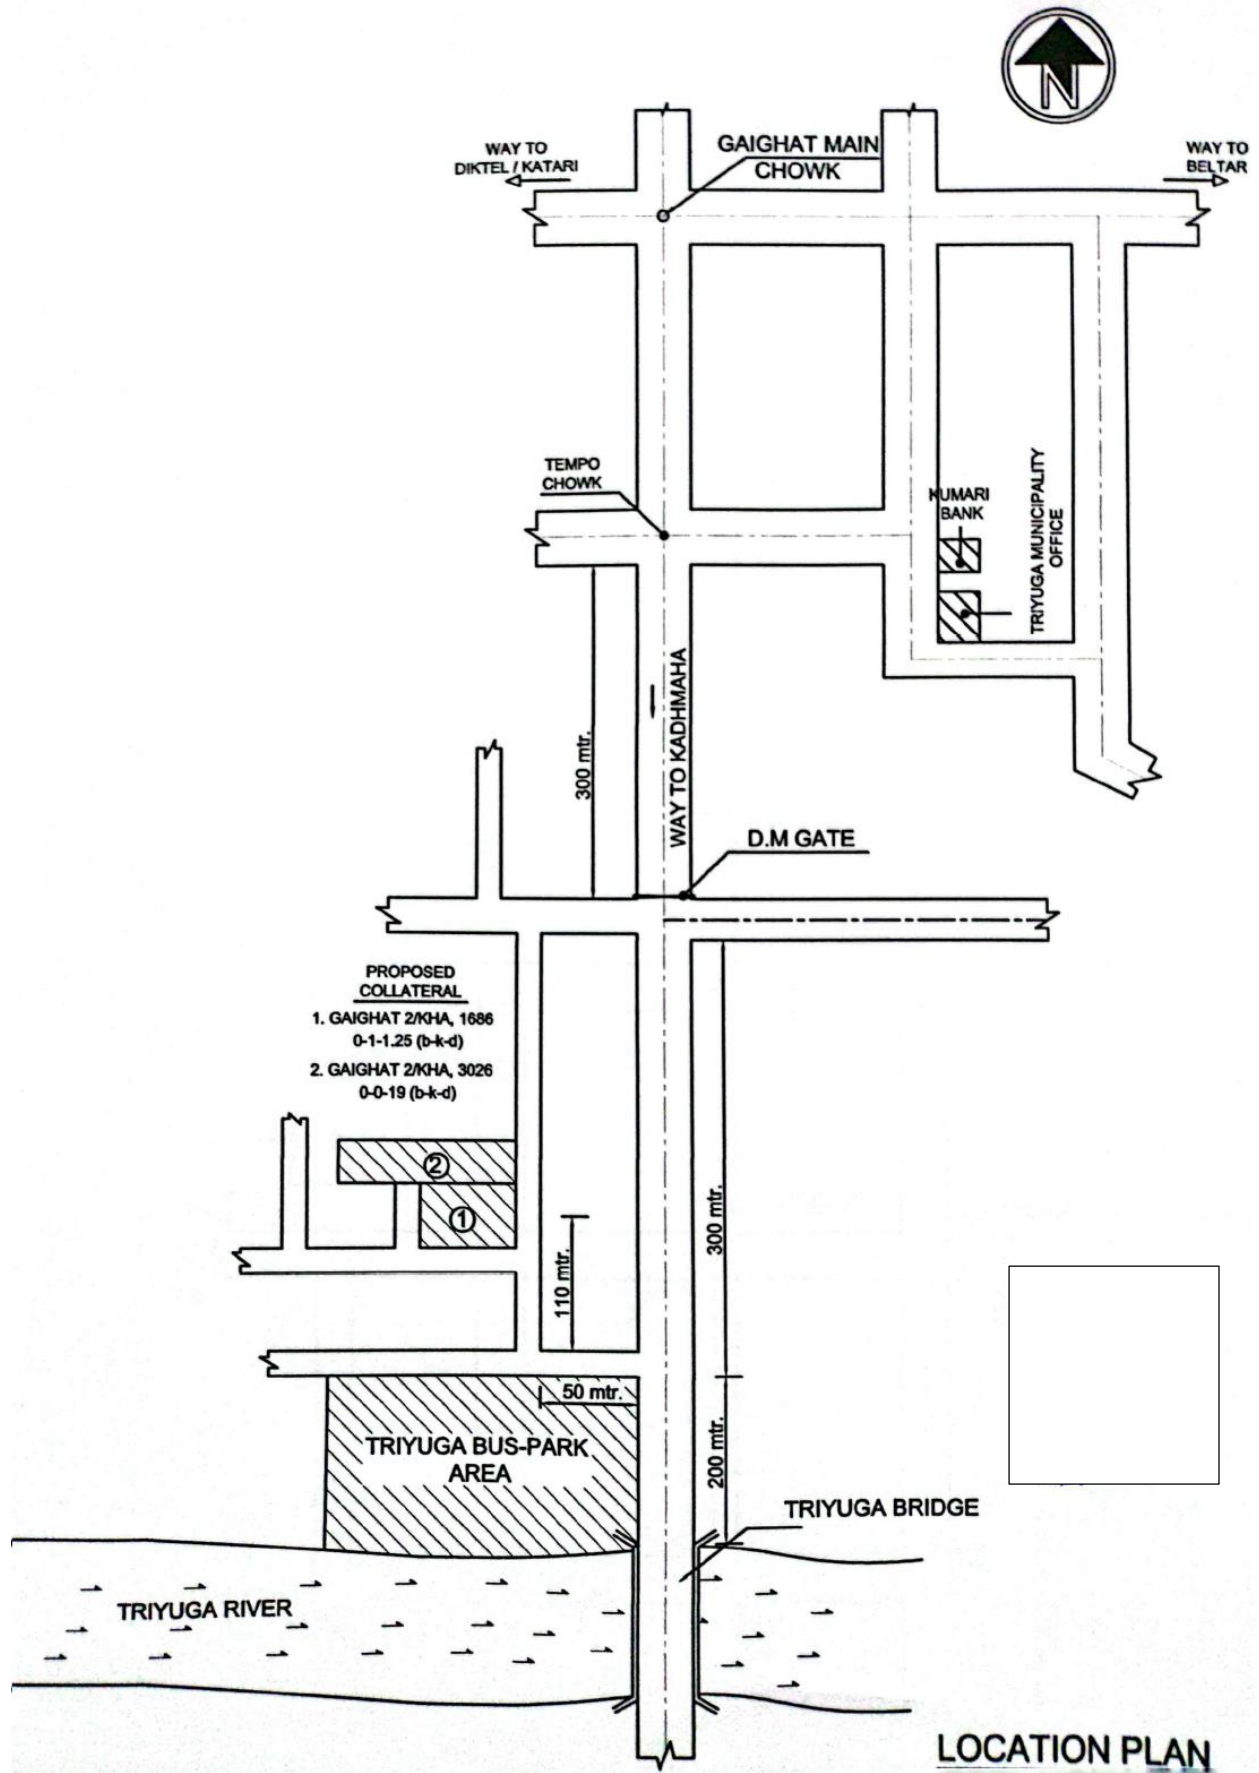 N
WAY TO
DIKTEL / KATARI
GAIGHAT MAIN
CHOWK
WAY TO
BELTAR
TEMPO
CHOWK
KUMARI
BANK
TRIYUGA MUNICIPALITY
OFFICE
WAY TO KADHMAHA
300 mtr.
D.M GATE
PROPOSED
COLLATERAL
1. GAIGHAT 2/KHA, 1686
0-1-1.25 (b-k-d)
2. GAIGHAT 2/KHA, 3026
0-0-19 (b-k-d)
2
1
110 mtr.
300 mtr.
50 mtr.
200 mtr.
TRIYUGA BUS-PARK
AREA
TRIYUGA BRIDGE
TRIYUGA RIVER
LOCATION PLAN